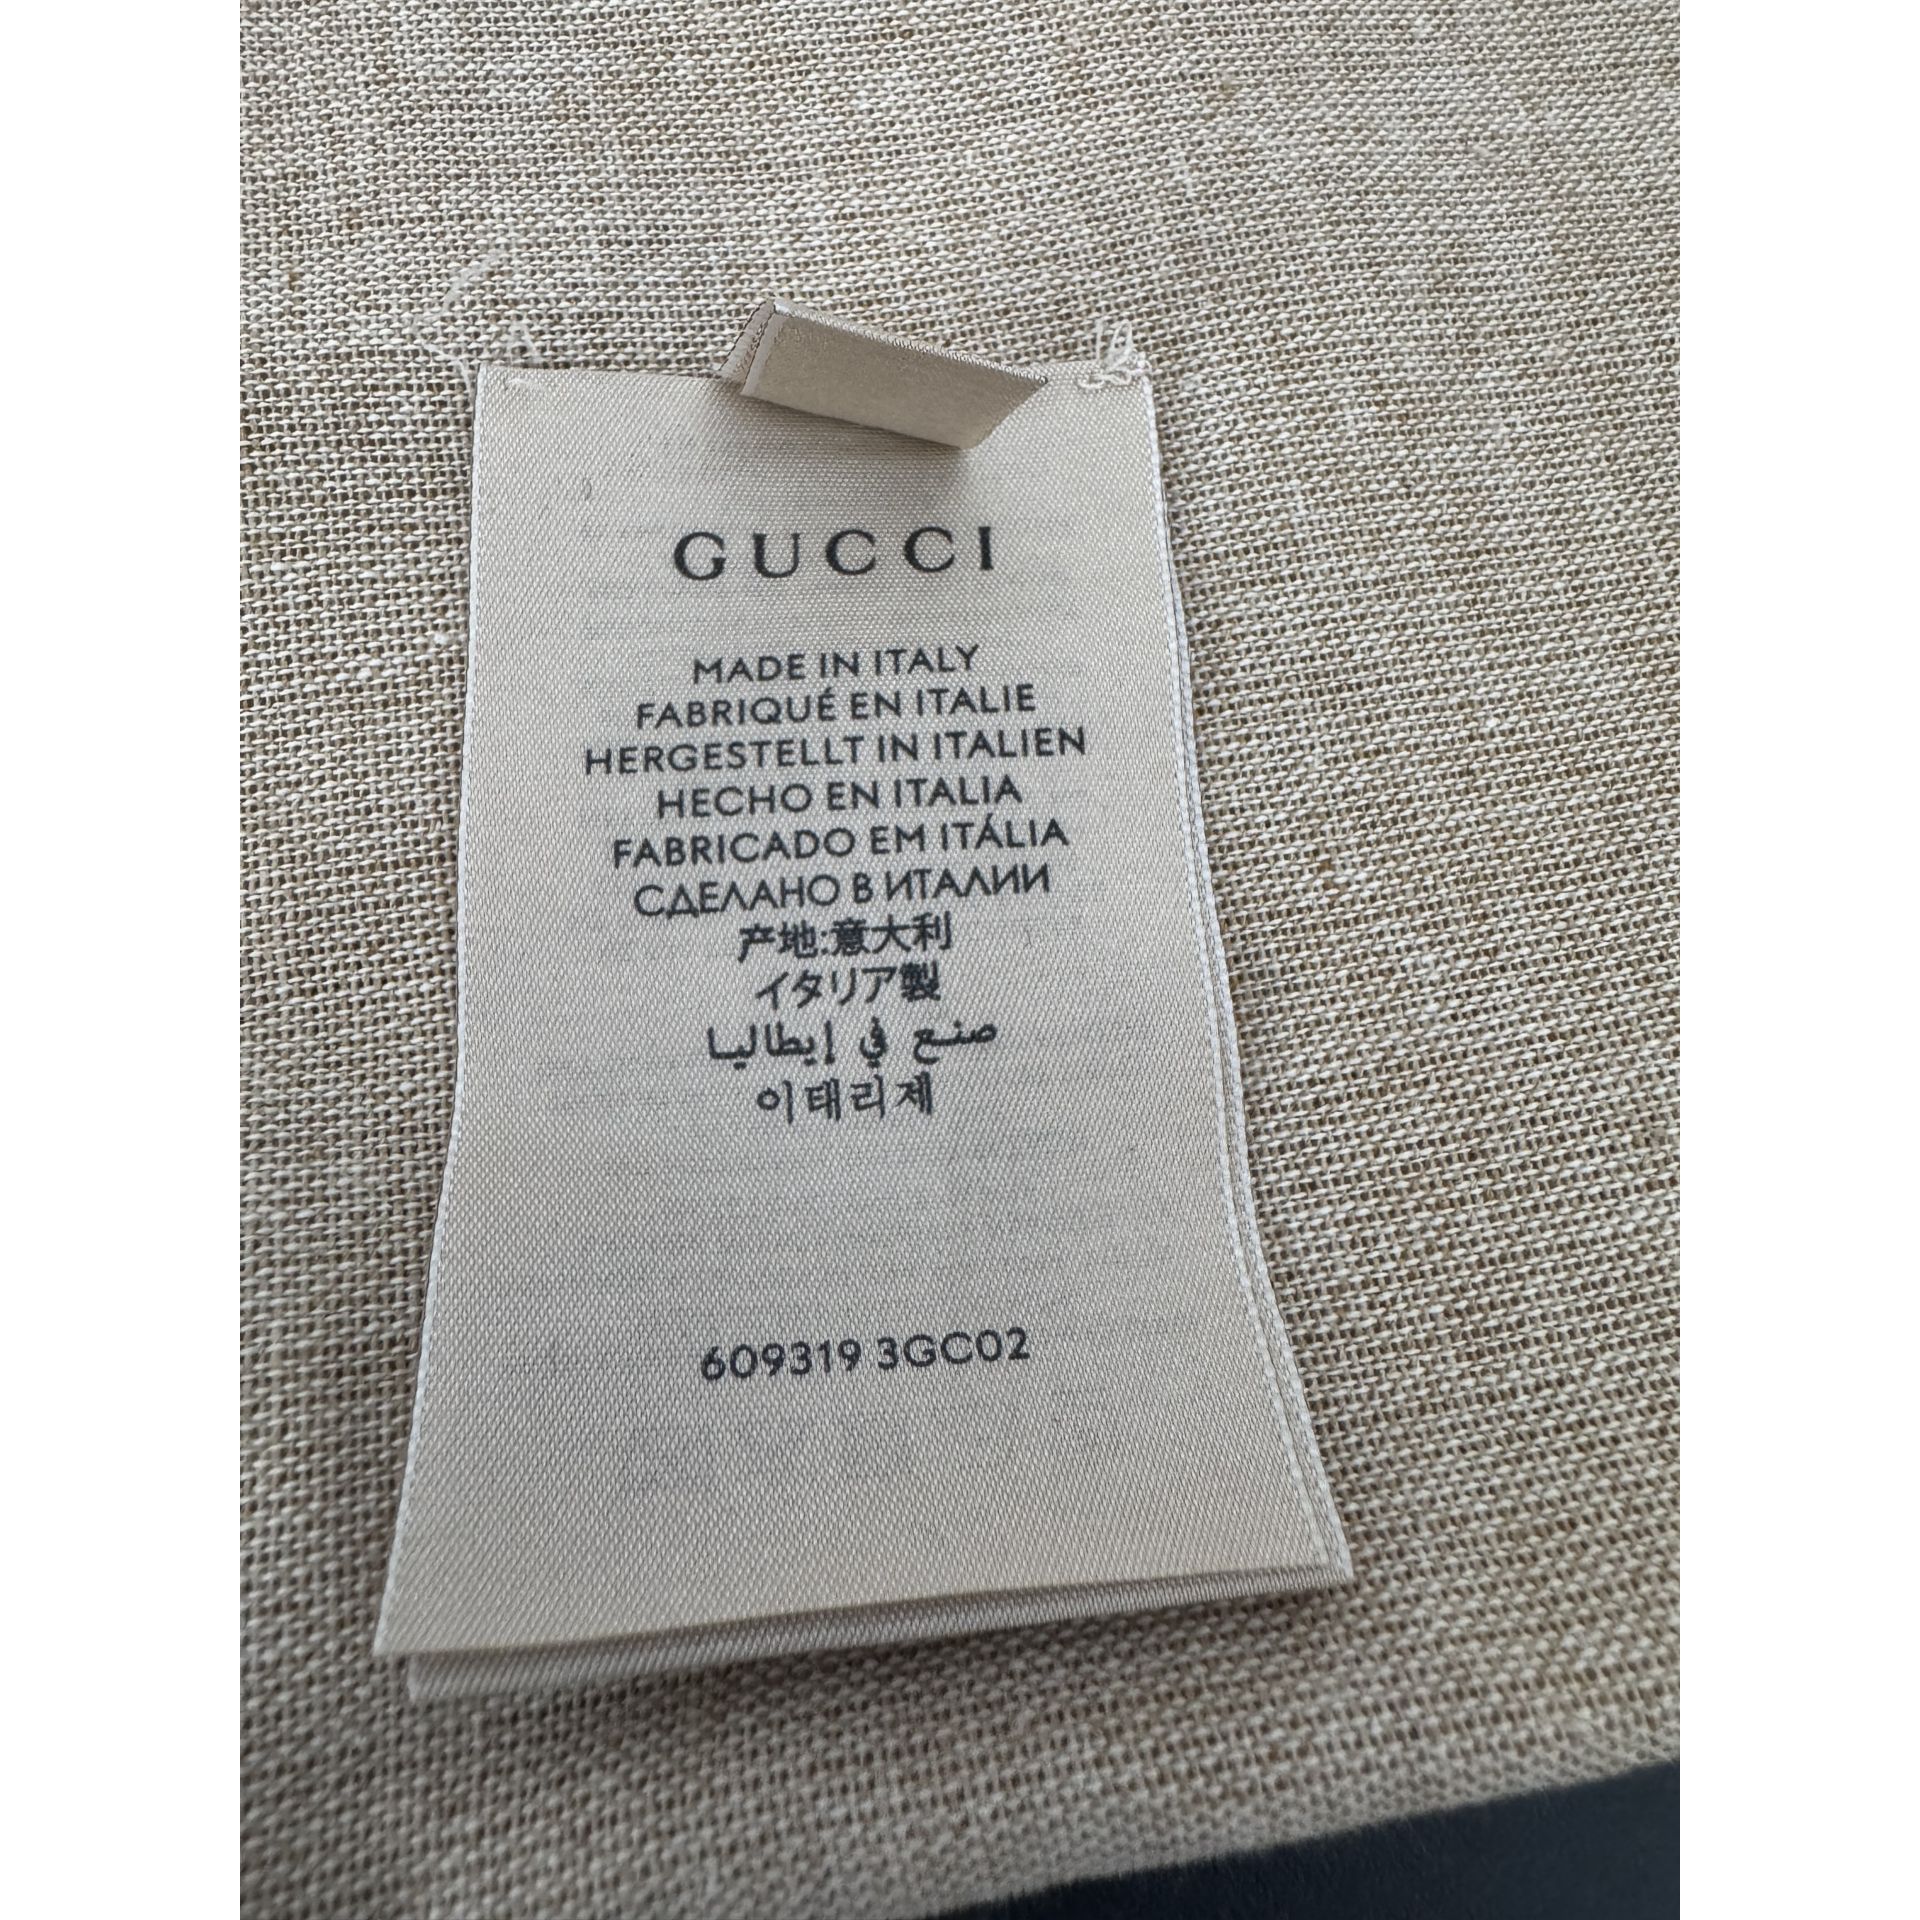 GUCCI
MADE IN ITALY
FABRIQUÉ EN ITALIE
HERGESTELLT IN ITALIEN
HECHO EN ITALIA
FABRICADO EM ITÁLIA
СДЕЛАНО В ИТАЛИИ
产地:意大利
イタリア製
صنع في إيطاليا
이태리제
609319 3GC02